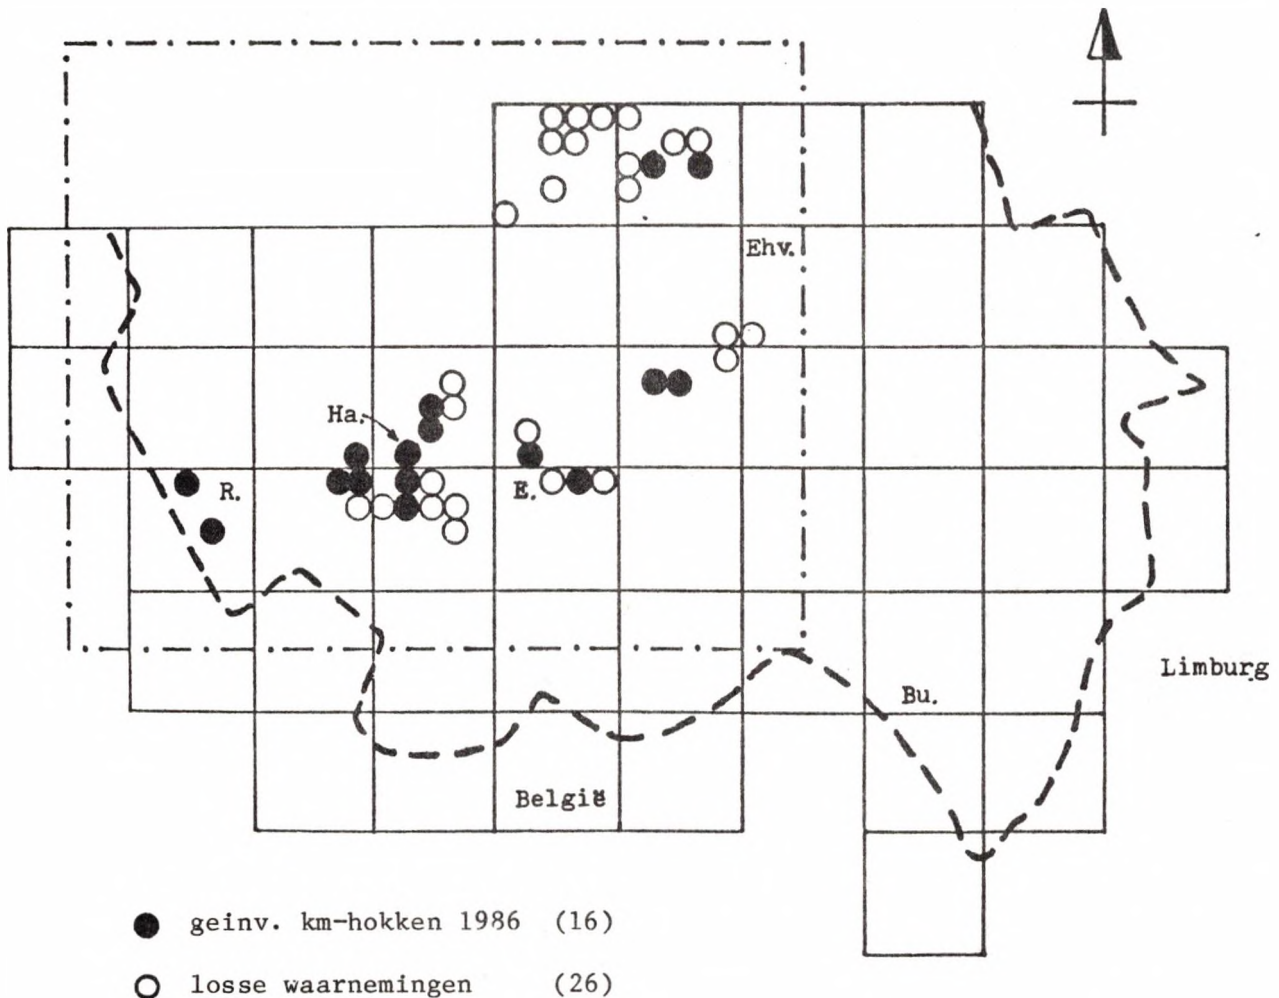 Ehv.
Ha.
R.
E.
Limburg
Bu.
België
geinv. km-hokken 1986 (16)
losse waarnemingen (26)